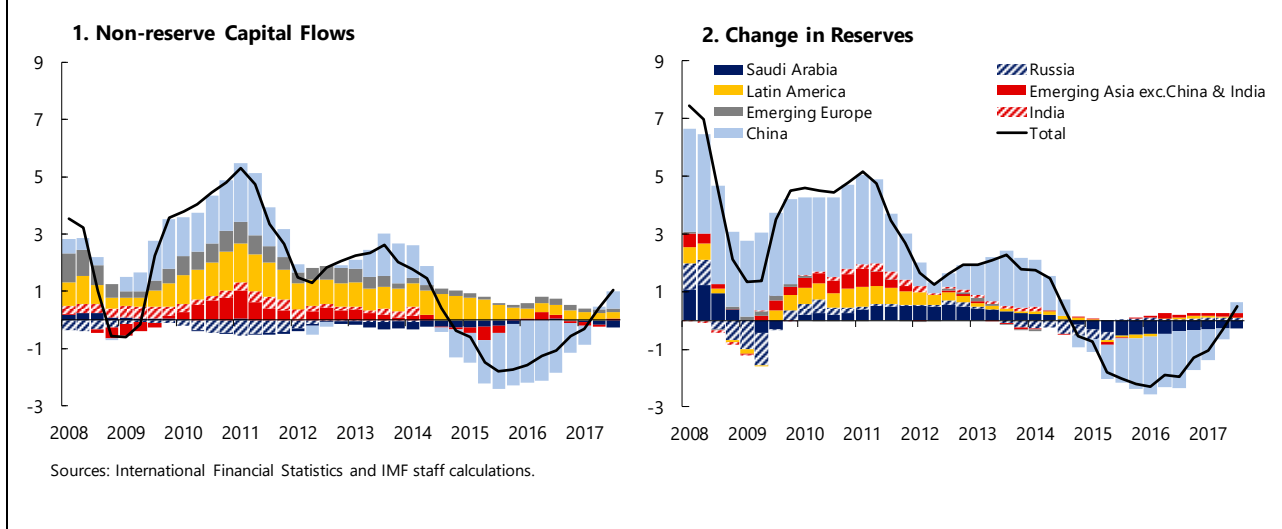 1. Non-reserve Capital Flows
9
7
5
3
1
-1
-3
2008 2009 2010 2011 2012 2013 2014 2015 2016 2017
2. Change in Reserves
9
7
5
3
1
-1
-3
Saudi Arabia
Russia
Latin America
Emerging Asia exc.China & India
Emerging Europe
India
China
Total
2008 2009 2010 2011 2012 2013 2014 2015 2016 2017
Sources: International Financial Statistics and IMF staff calculations.